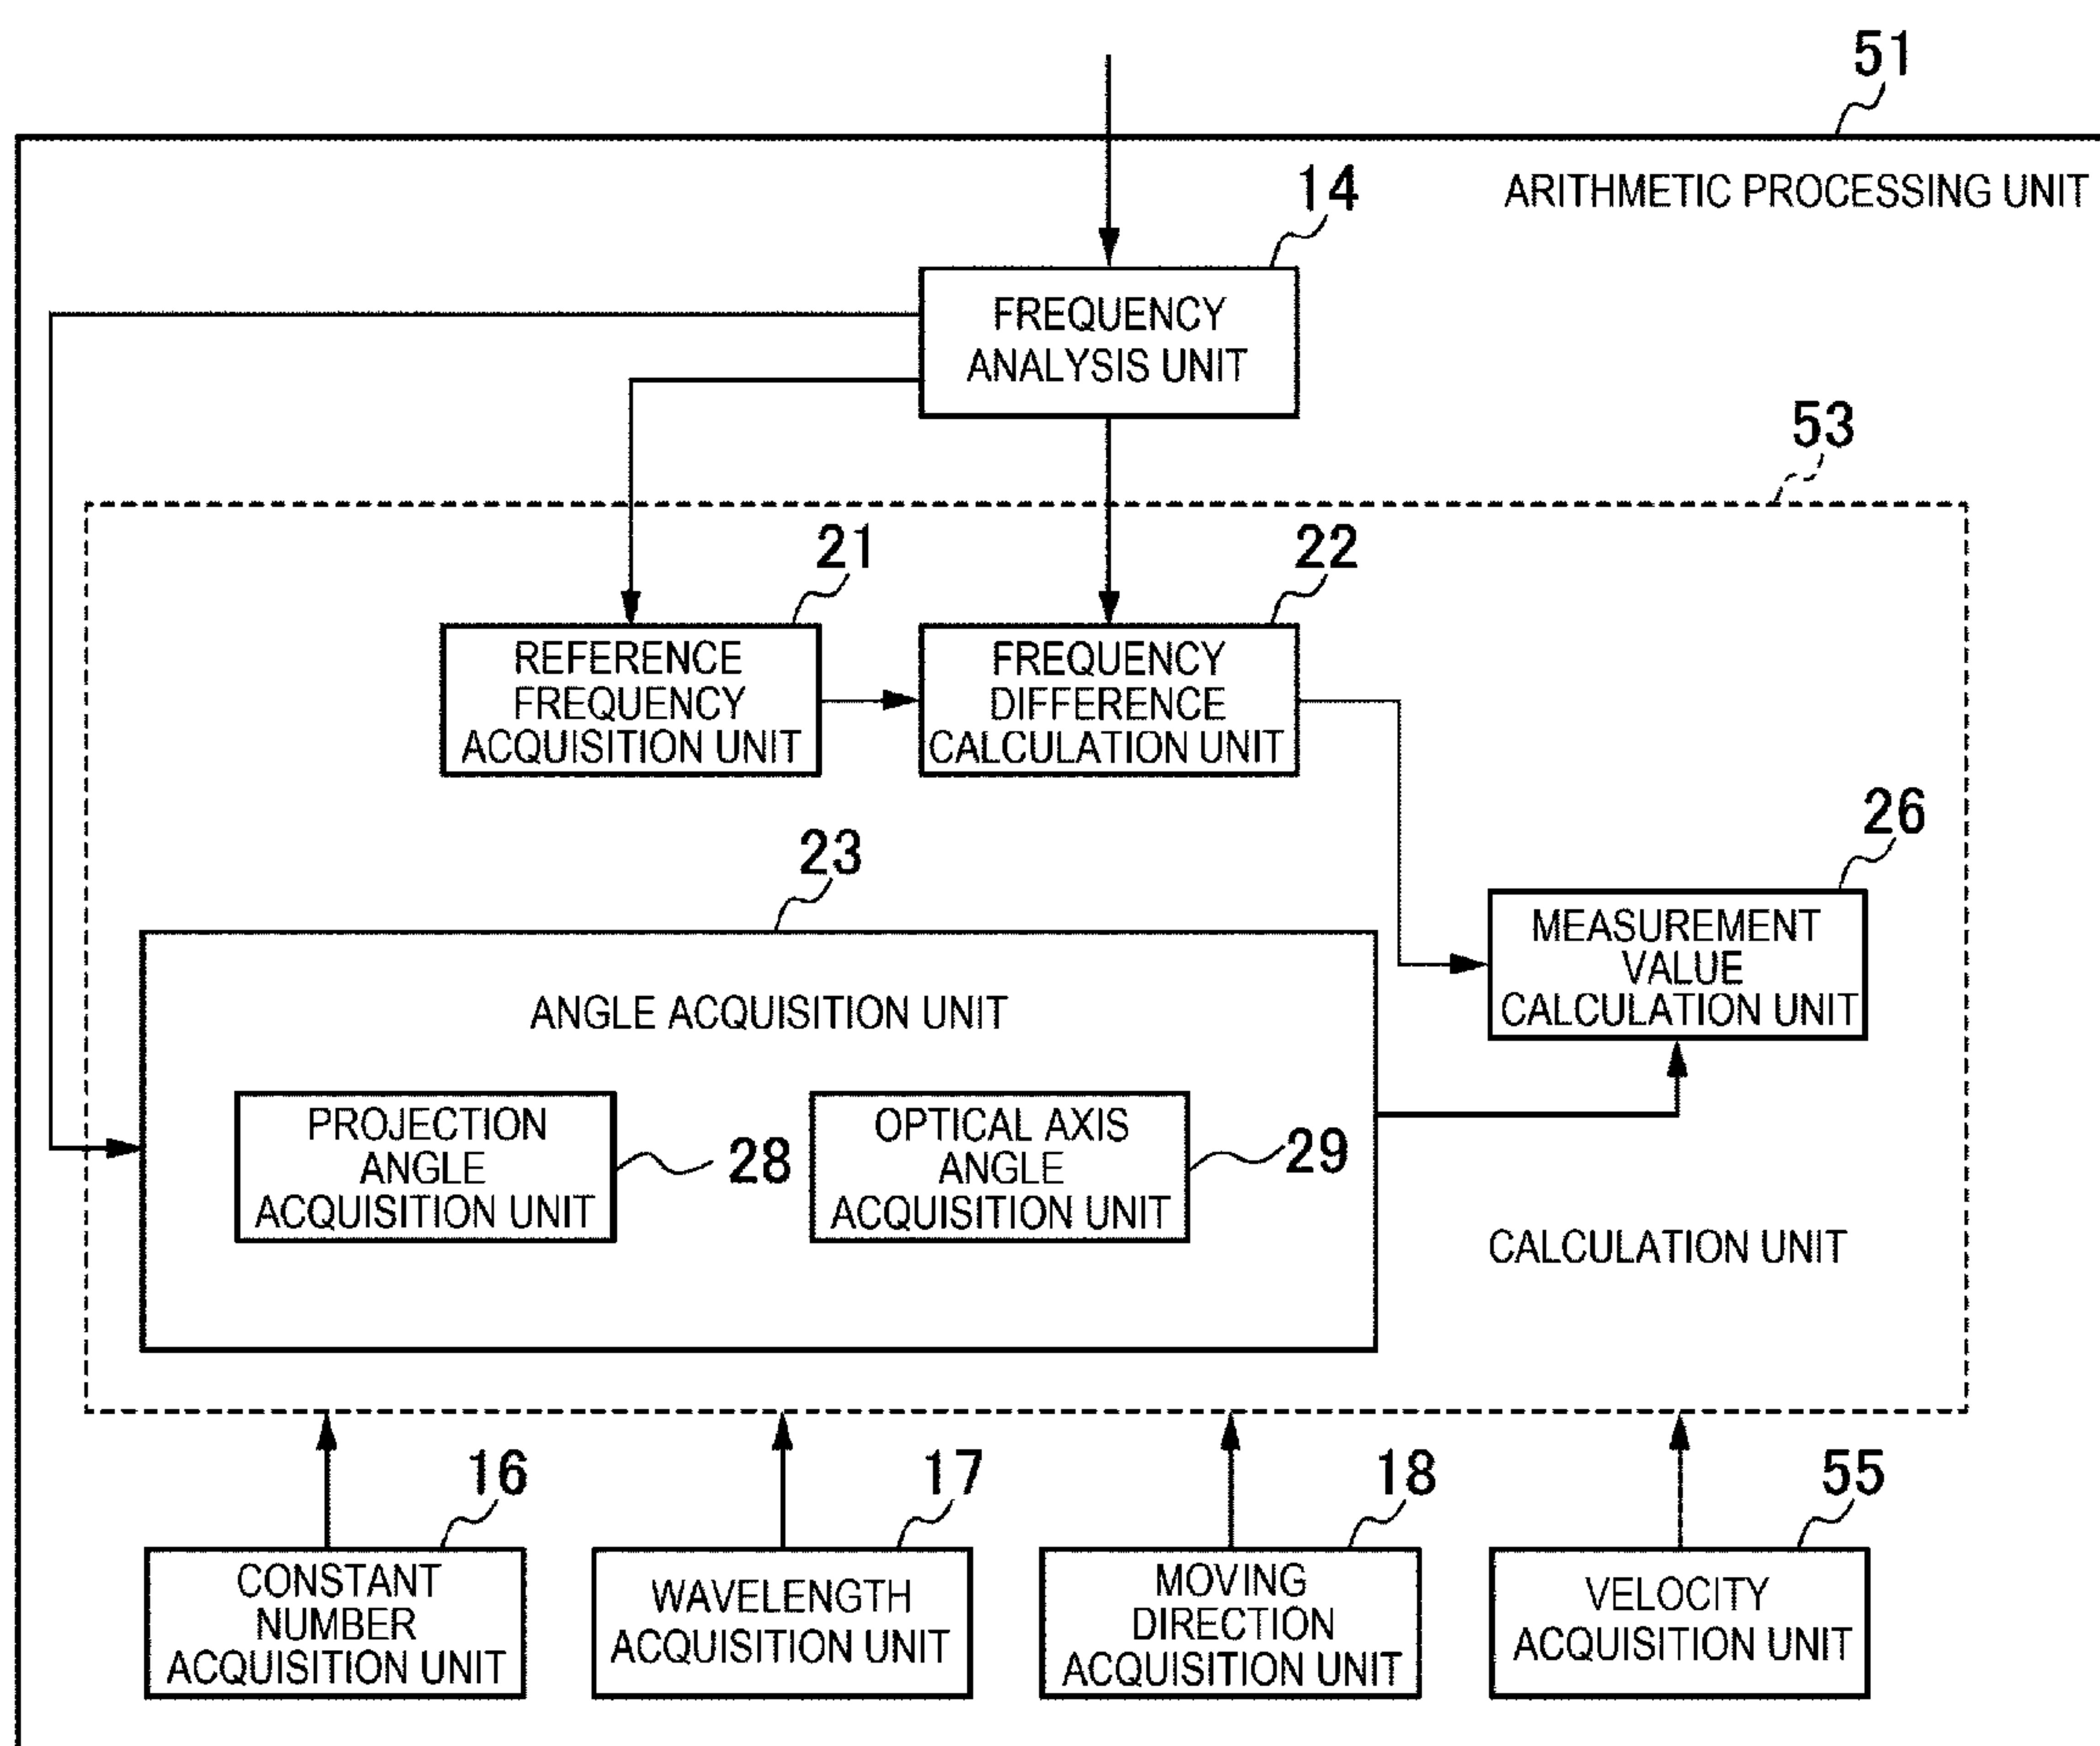 51
ARITHMETIC PROCESSING UNIT
14
FREQUENCY
ANALYSIS UNIT
53
21
REFERENCE
FREQUENCY
ACQUISITION UNIT
22
FREQUENCY
DIFFERENCE
CALCULATION UNIT
26
MEASUREMENT
VALUE
CALCULATION UNIT
23
ANGLE ACQUISITION UNIT
PROJECTION
ANGLE
ACQUISITION UNIT
28
OPTICAL AXIS
ANGLE
ACQUISITION UNIT
29
CALCULATION UNIT
16
CONSTANT
NUMBER
ACQUISITION UNIT
17
WAVELENGTH
ACQUISITION UNIT
18
MOVING
DIRECTION
ACQUISITION UNIT
55
VELOCITY
ACQUISITION UNIT